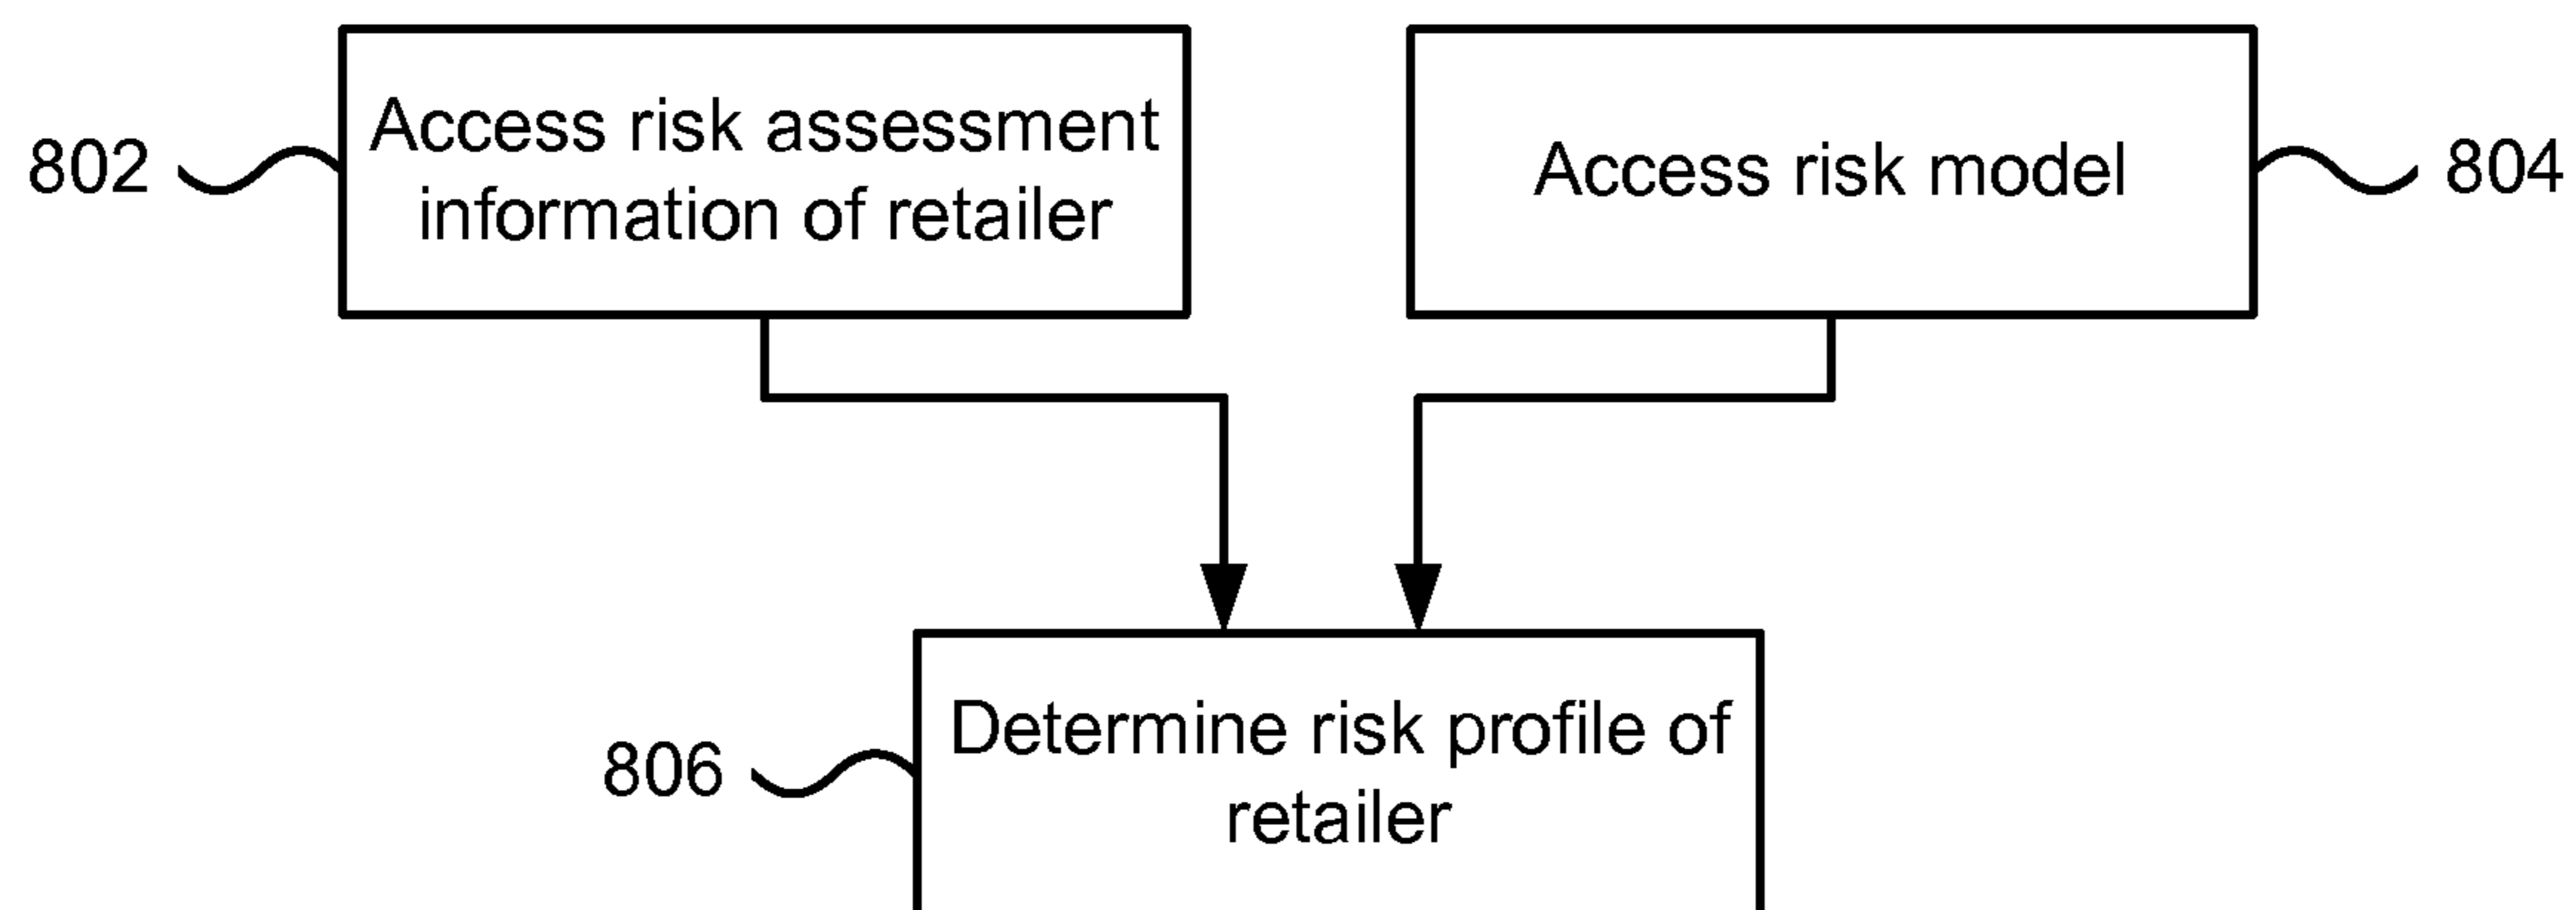 802
Access risk assessment
information of retailer
Access risk model
804
806
Determine risk profile of
retailer